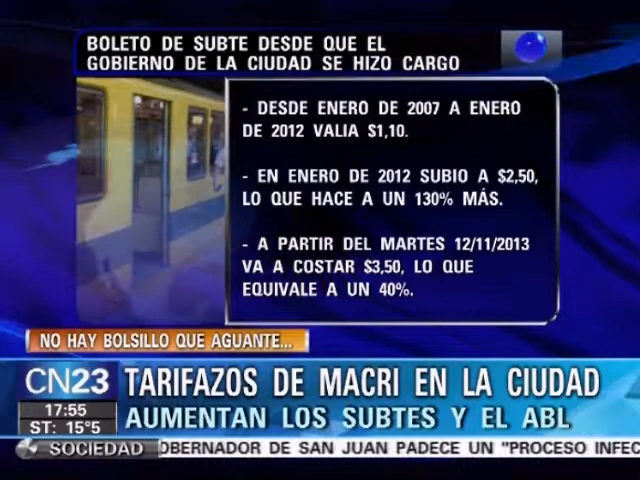 BOLETO DE SUBTE DESDE QUE EL
GOBIERNO DE LA CIUDAD SE HIZO CARGO
- DESDE ENERO DE 2007 A ENERO
DE 2012 VALIA $1,10.
- EN ENERO DE 2012 SUBIO A $2,50,
LO QUE HACE A UN 130% MÁS.
- A PARTIR DEL MARTES 12/11/2013
VA A COSTAR $3,50, LO QUE
EQUIVALE A UN 40%.
NO HAY BOLSILLO QUE AGUANTE...
CN23
TARIFAZOS DE MACRI EN LA CIUDAD
AUMENTAN LOS SUBTES Y EL ABL
17:55
ST: 15°5
SOCIEDAD OBERNADOR DE SAN JUAN PADECE UN "PROCESO INFEC